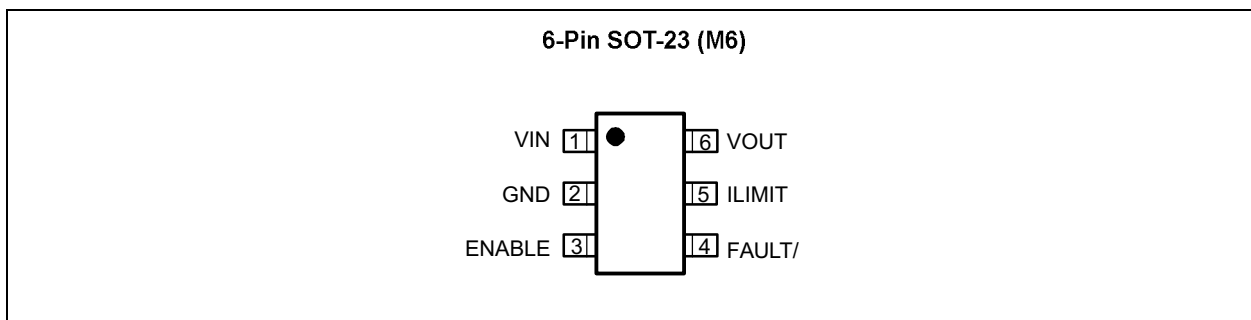 6-Pin SOT-23 (M6)
VIN 1 6 VOUT
GND 2 5 ILIMIT
ENABLE 3 4 FAULT/